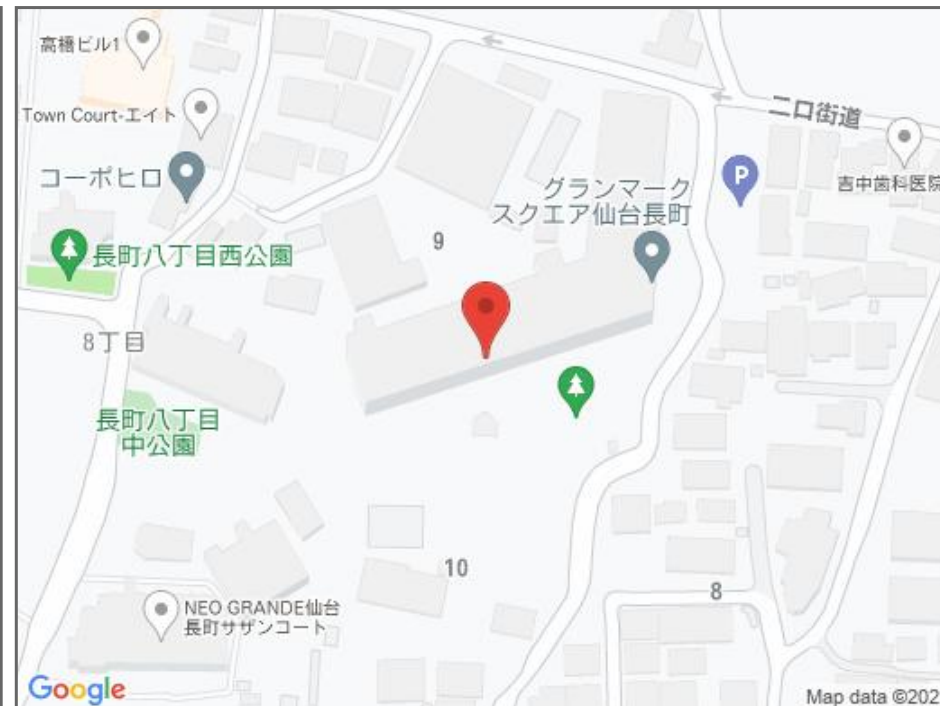 高橋ビル1
Town Court-エイト
二口街道
コーポヒロ
グランマーク
スクエア仙台長町
P
吉中歯科医院
長町八丁目西公園
9
8丁目
長町八丁目
中公園
10
8
NEO GRANDE仙台
長町サザンコート
Google
Map data ©202